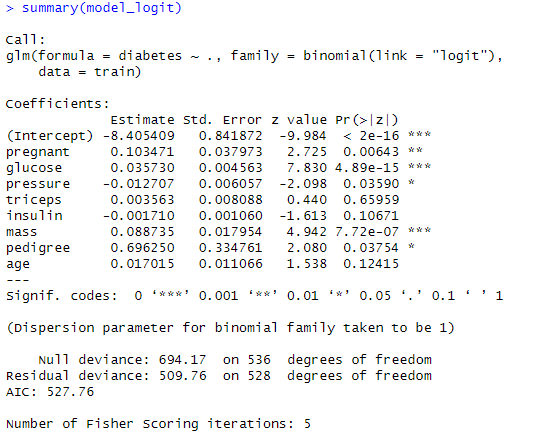 > summary(model_logit)
Call:
glm(formula = diabetes ~ ., family = binomial(link = "logit"),
    data = train)
Coefficients:
             Estimate Std. Error z value Pr(>|z|)
(Intercept) -8.405409   0.841872  -9.984  < 2e-16 ***
pregnant     0.103471   0.037973   2.725  0.00643 **
glucose      0.035730   0.004563   7.830 4.89e-15 ***
pressure    -0.012707   0.006057  -2.098  0.03590 *
triceps      0.003563   0.008088   0.440  0.65959
insulin     -0.001710   0.001060  -1.613  0.10671
mass         0.088735   0.017954   4.942 7.72e-07 ***
pedigree     0.696250   0.334761   2.080  0.03754 *
age          0.017015   0.011066   1.538  0.12415
---
Signif. codes:  0 ‘***’ 0.001 ‘**’ 0.01 ‘*’ 0.05 ‘.’ 0.1 ‘ ’ 1
(Dispersion parameter for binomial family taken to be 1)
    Null deviance: 694.17  on 536  degrees of freedom
Residual deviance: 509.76  on 528  degrees of freedom
AIC: 527.76
Number of Fisher Scoring iterations: 5